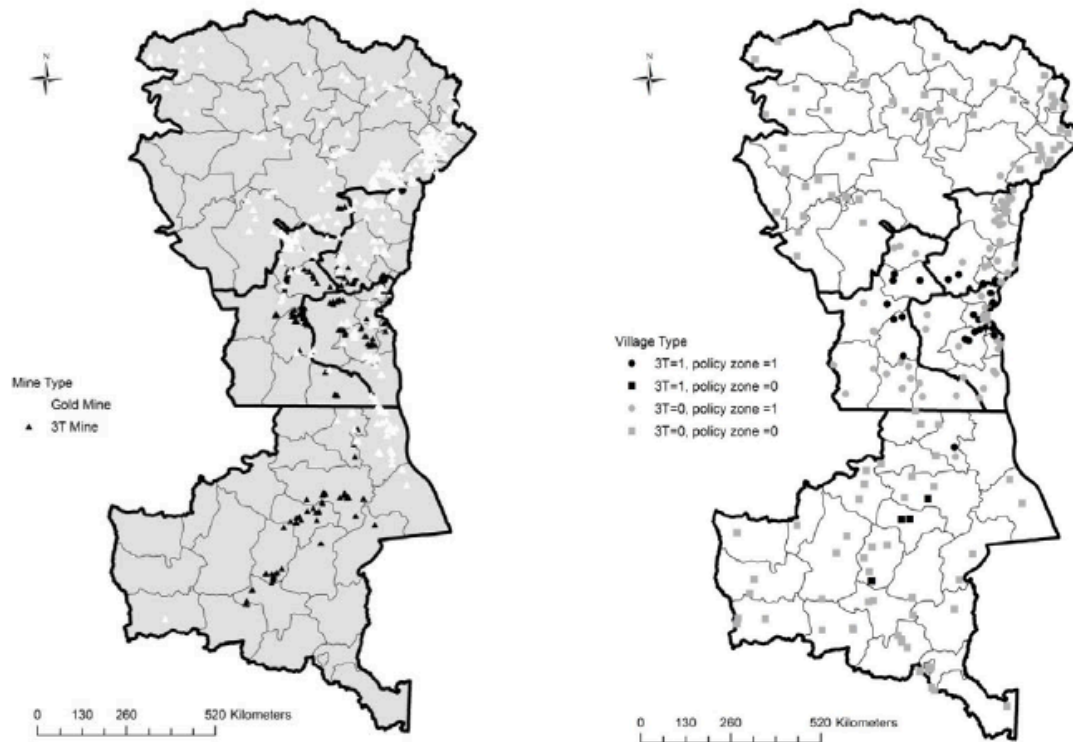 N
Mine Type
Gold Mine
3T Mine
0 130 260 520 Kilometers
N
Village Type
3T=1, policy zone =1
3T=1, policy zone =0
3T=0, policy zone =1
3T=0, policy zone =0
0 130 260 520 Kilometers